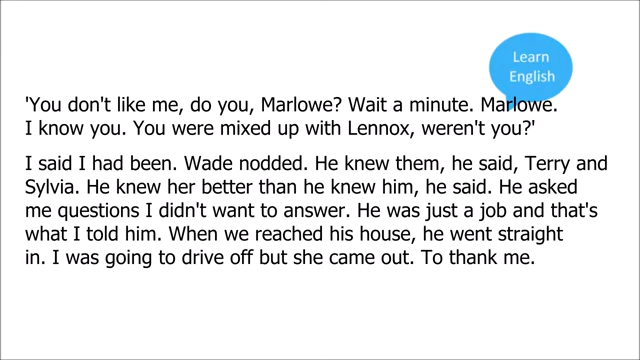 Learn
English
'You don't like me, do you, Marlowe? Wait a minute. Marlowe.
I know you. You were mixed up with Lennox, weren't you?'
I said I had been. Wade nodded. He knew them, he said, Terry and
Sylvia. He knew her better than he knew him, he said. He asked
me questions I didn't want to answer. He was just a job and that's
what I told him. When we reached his house, he went straight
in. I was going to drive off but she came out. To thank me.